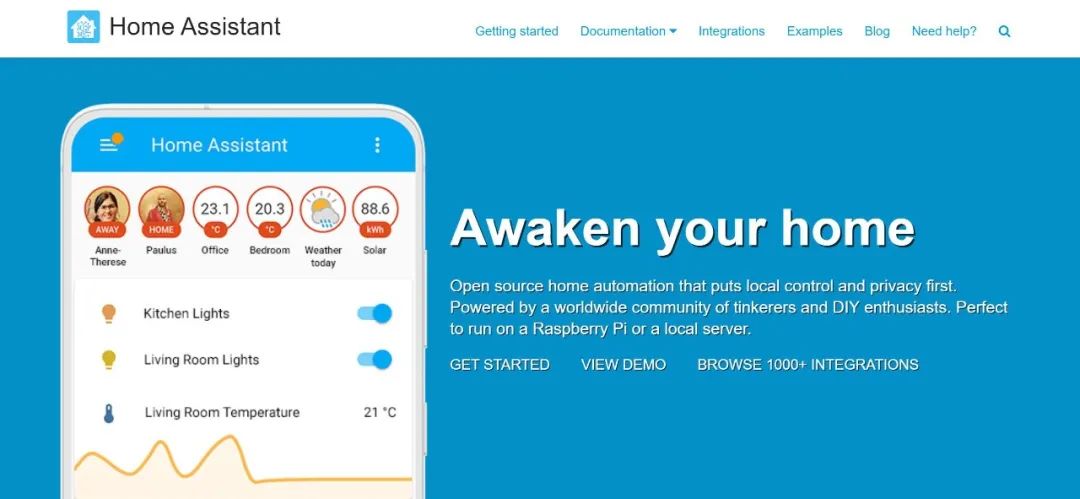 Home Assistant
Getting started Documentation Integrations Examples Blog Need help?
Home Assistant
23.1 20.3 88.6
AWAY HOME °C °C kWh
Anne- Paulus Office Bedroom Weather Solar
Therese today
Kitchen Lights
Living Room Lights
Living Room Temperature 21 °C
Awaken your home
Open source home automation that puts local control and privacy first.
Powered by a worldwide community of tinkerers and DIY enthusiasts. Perfect
to run on a Raspberry Pi or a local server.
GET STARTED VIEW DEMO BROWSE 1000+ INTEGRATIONS